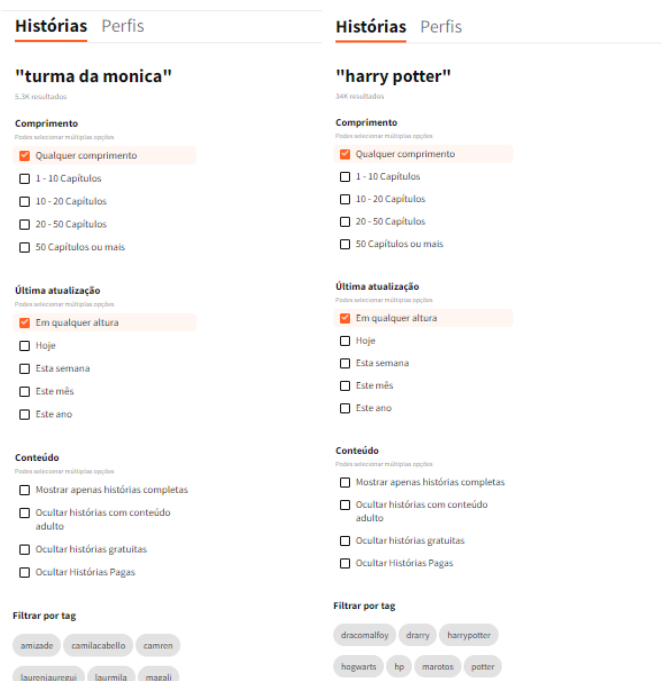 Histórias Perfis
"turma da monica"
5.3K resultados
Comprimento
Podes selecionar múltiplas opções
Qualquer comprimento
1 - 10 Capítulos
10 - 20 Capítulos
20 - 50 Capítulos
50 Capítulos ou mais
Última atualização
Podes selecionar múltiplas opções
Em qualquer altura
Hoje
Esta semana
Este mês
Este ano
Conteúdo
Podes selecionar múltiplas opções
Mostrar apenas histórias completas
Ocultar histórias com conteúdo
adulto
Ocultar histórias gratuitas
Ocultar Histórias Pagas
Filtrar por tag
amizade camilacabello camren
laurenjauregui laurmila magali
Histórias Perfis
"harry potter"
34K resultados
Comprimento
Podes selecionar múltiplas opções
Qualquer comprimento
1 - 10 Capítulos
10 - 20 Capítulos
20 - 50 Capítulos
50 Capítulos ou mais
Última atualização
Podes selecionar múltiplas opções
Em qualquer altura
Hoje
Esta semana
Este mês
Este ano
Conteúdo
Podes selecionar múltiplas opções
Mostrar apenas histórias completas
Ocultar histórias com conteúdo
adulto
Ocultar histórias gratuitas
Ocultar Histórias Pagas
Filtrar por tag
dracomalfoy drarry harrypotter
hogwarts hp marotos potter